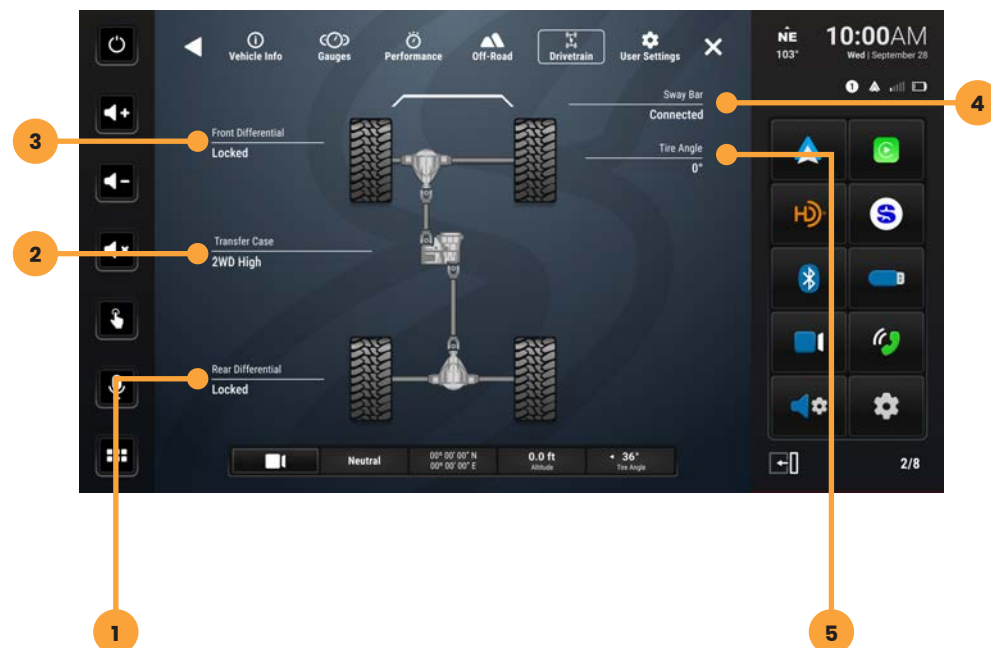 Vehicle Info
Gauges
Performance
Off-Road
Drivetrain
User Settings
NE
103°
10:00AM
Wed | September 28
1
Sway Bar
Connected
4
3
Front Differential
Locked
Tire Angle
0°
HD
S
2
Transfer Case
2WD High
Rear Differential
Locked
Neutral
00° 00' 00" N
00° 00' 00" E
0.0 ft
Altitude
36°
Tire Angle
2/8
1
5